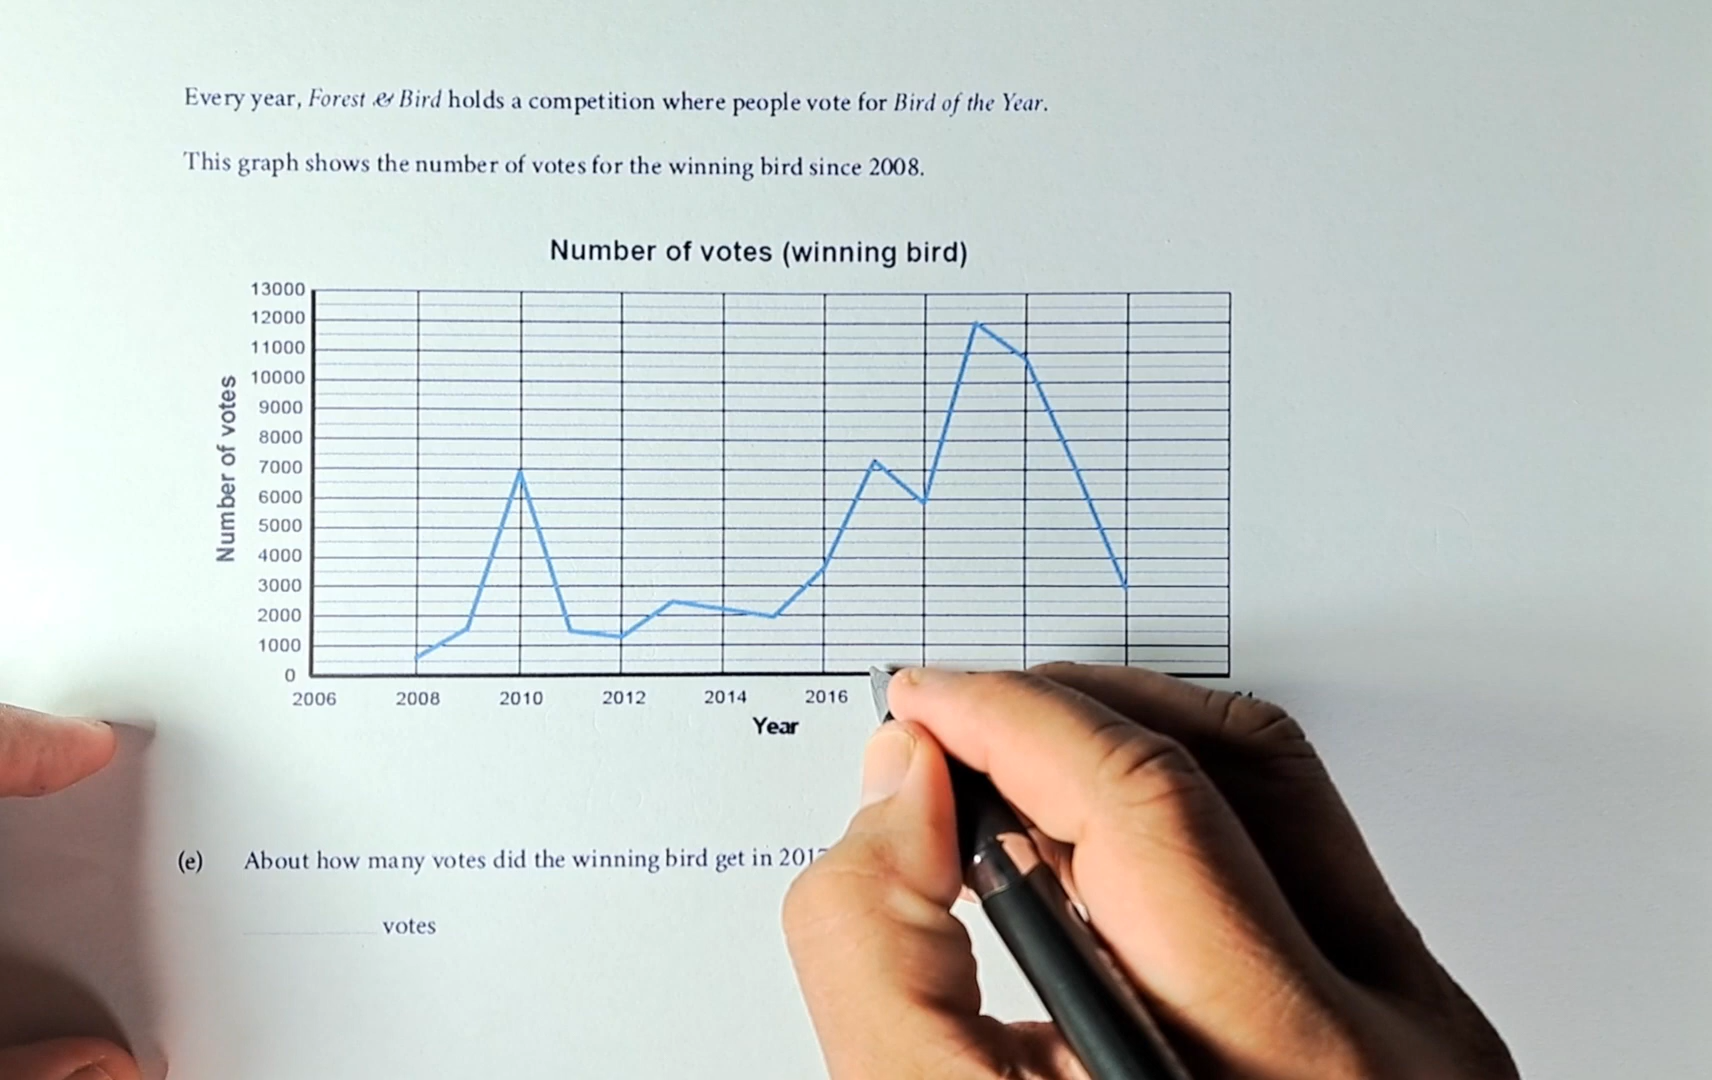 Every year, Forest & Bird holds a competition where people vote for Bird of the Year.
This graph shows the number of votes for the winning bird since 2008.
Number of votes (winning bird)
Number of votes
13000
12000
11000
10000
9000
8000
7000
6000
5000
4000
3000
2000
1000
0
2006 2008 2010 2012 2014 2016
Year
(e) About how many votes did the winning bird get in
votes